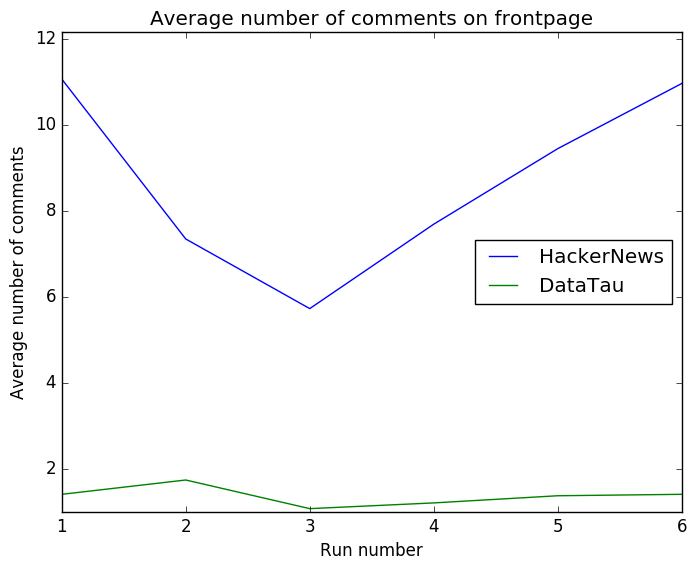 Average number of comments on frontpage
12
10
8
6
4
2
Average number of comments
HackerNews
DataTau
1 2 3 4 5 6
Run number